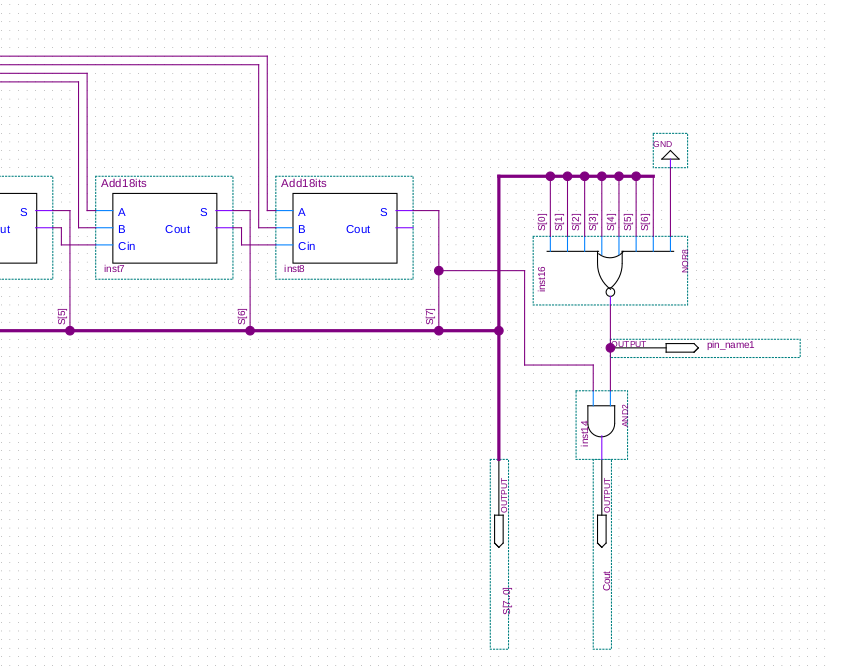 GND
Add18its
Add18its
S
A
S
A
S
ut
B
Cout
B
Cout
Cin
Cin
inst7
inst8
S[0]
S[1]
S[2]
S[3]
S[4]
S[5]
S[6]
NOR8
inst16
S[5]
S[6]
S[7]
OUTPUT
pin_name1
AND2
inst14
OUTPUT
S[7..0]
OUTPUT
Cout